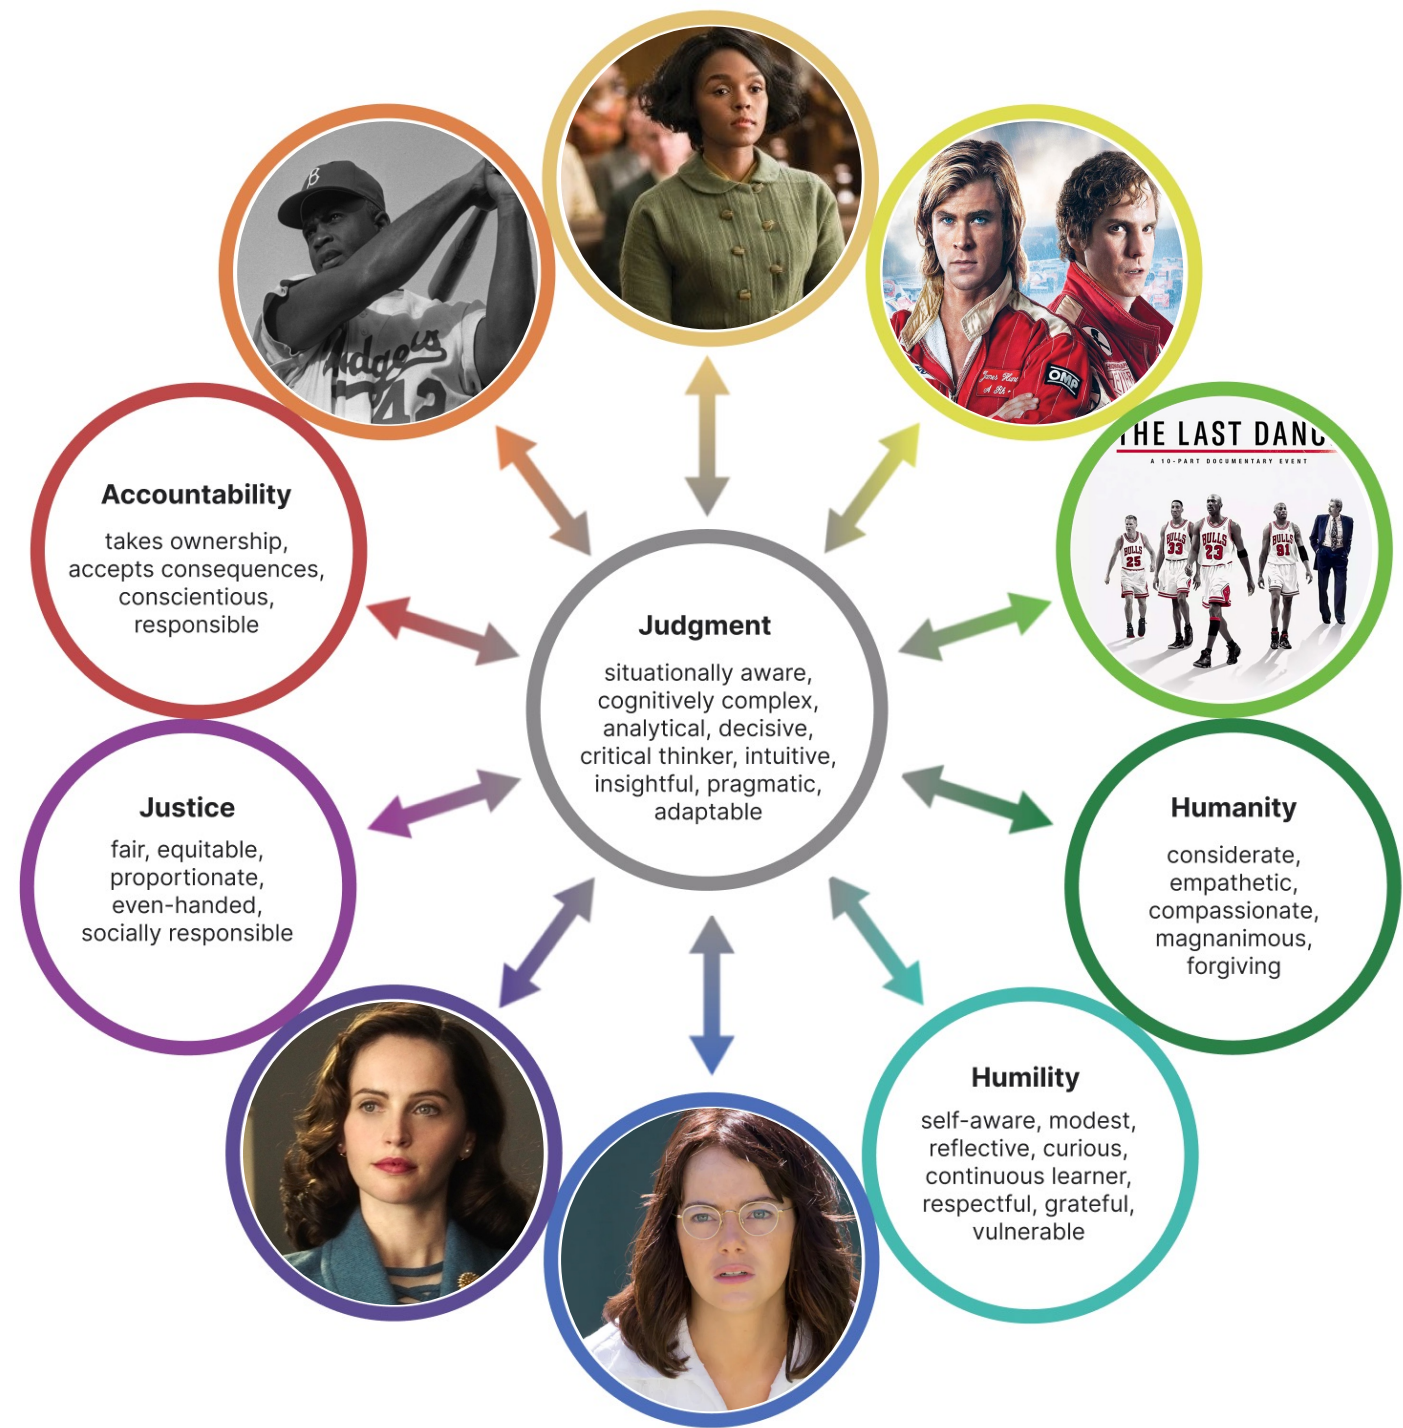 B
Dodgers
42
James Hunt
OMP
THE LAST DANC
A 10-PART DOCUMENTARY EVENT
BULLS
25
BULLS
33
BULLS
23
BULLS
91
Accountability
takes ownership,
accepts consequences,
conscientious,
responsible
Judgment
situationally aware,
cognitively complex,
analytical, decisive,
critical thinker, intuitive,
insightful, pragmatic,
adaptable
Justice
fair, equitable,
proportionate,
even-handed,
socially responsible
Humanity
considerate,
empathetic,
compassionate,
magnanimous,
forgiving
Humility
self-aware, modest,
reflective, curious,
continuous learner,
respectful, grateful,
vulnerable